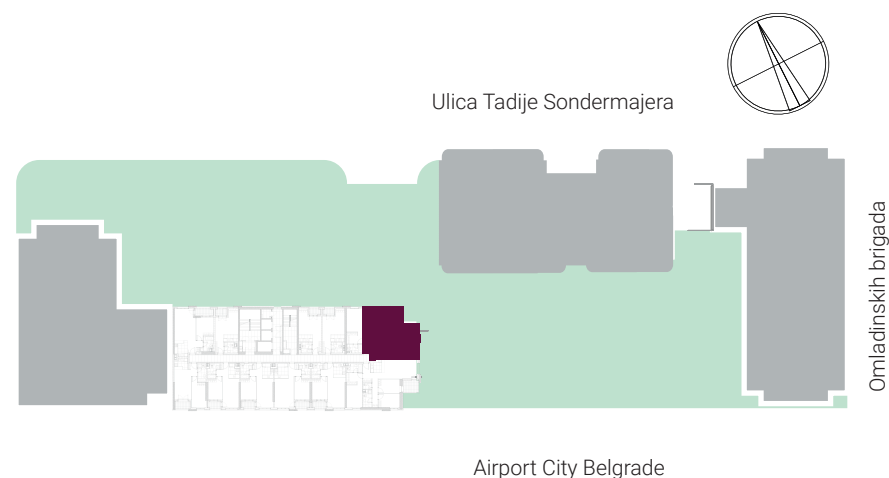 Ulica Tadije Sondermajera
Omladinskih brigada
Airport City Belgrade